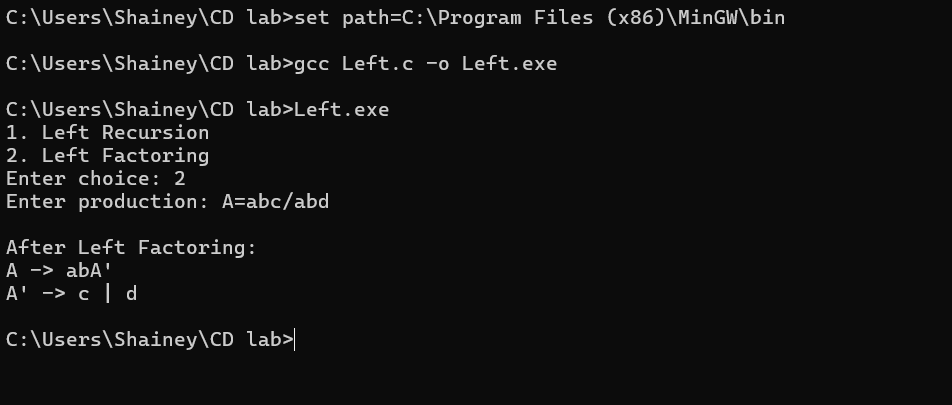 C:\Users\Shainey\CD lab>set path=C:\Program Files (x86)\MinGW\bin
C:\Users\Shainey\CD lab>gcc Left.c -o Left.exe
C:\Users\Shainey\CD lab>Left.exe
1. Left Recursion
2. Left Factoring
Enter choice: 2
Enter production: A=abc/abd
After Left Factoring:
A -> abA'
A' -> c | d
C:\Users\Shainey\CD lab>